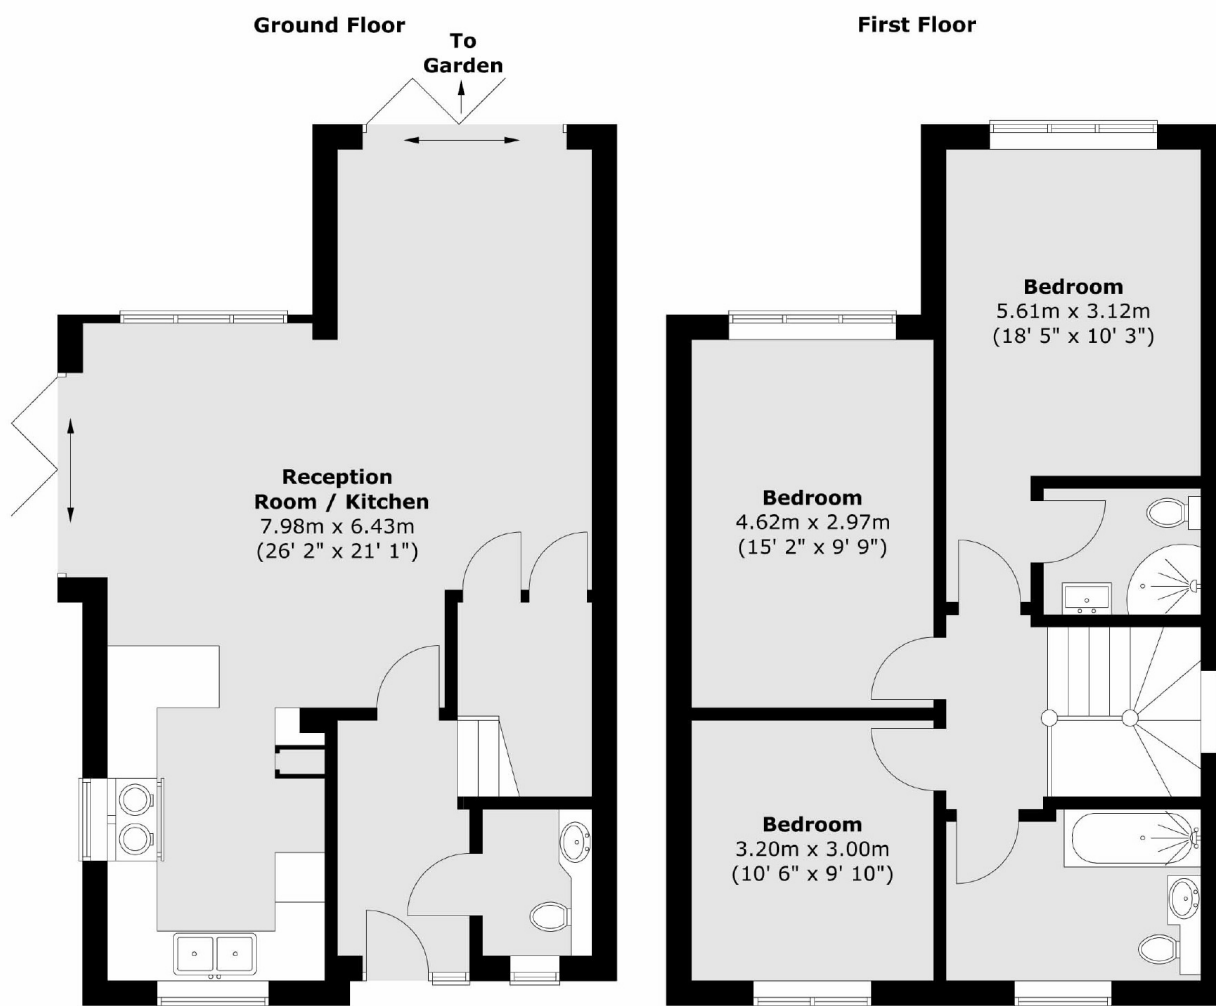 Ground Floor
To
Garden
Reception
Room / Kitchen
7.98m x 6.43m
(26' 2" x 21' 1")
First Floor
Bedroom
5.61m x 3.12m
(18' 5" x 10' 3")
Bedroom
4.62m x 2.97m
(15' 2" x 9' 9")
Bedroom
3.20m x 3.00m
(10' 6" x 9' 10")